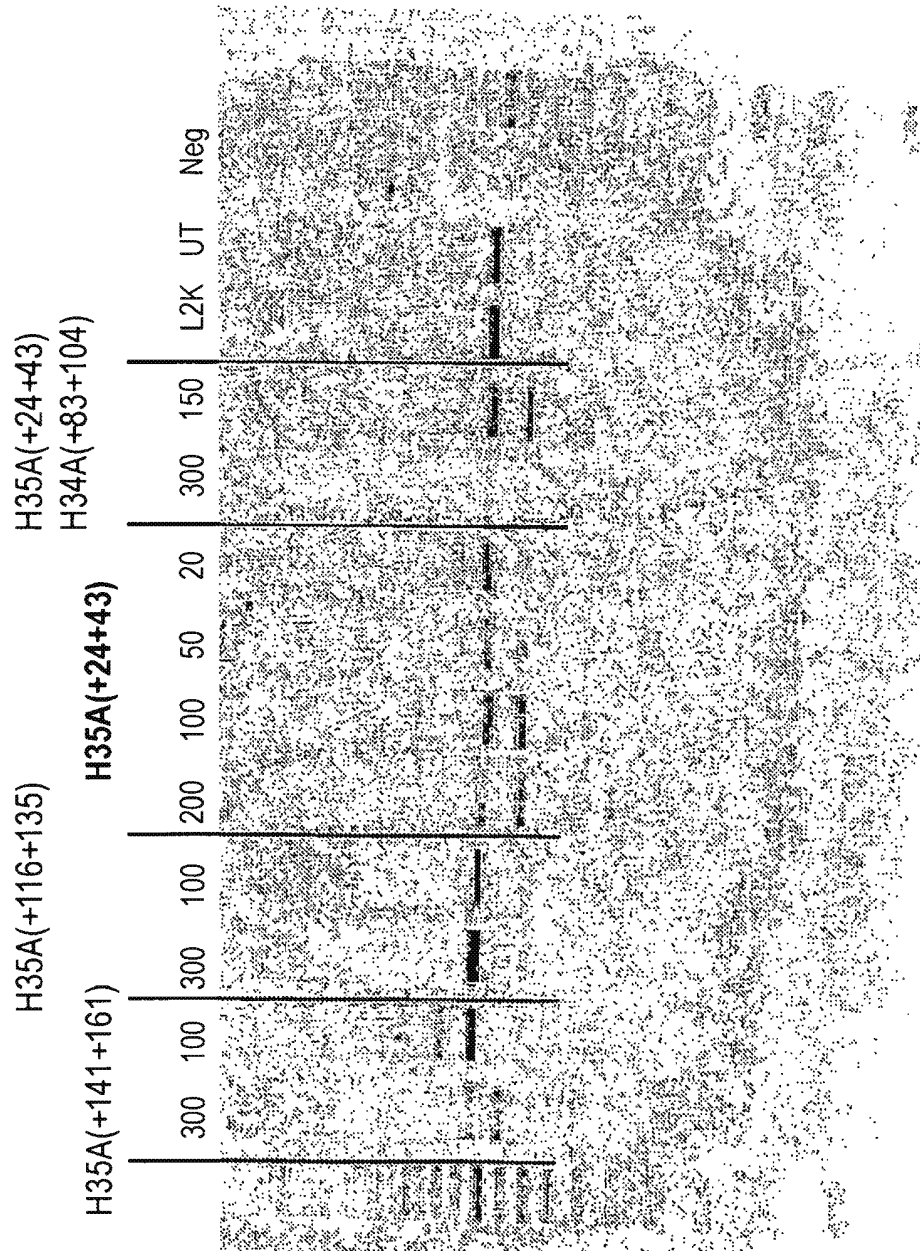 H35A(+141+161)
H35A(+116+135)
H35A(+24+43)
H35A(+24+43)
H34A(+83+104)
300 100 300 100 200 100 50 20 300 150 L2K UT Neg